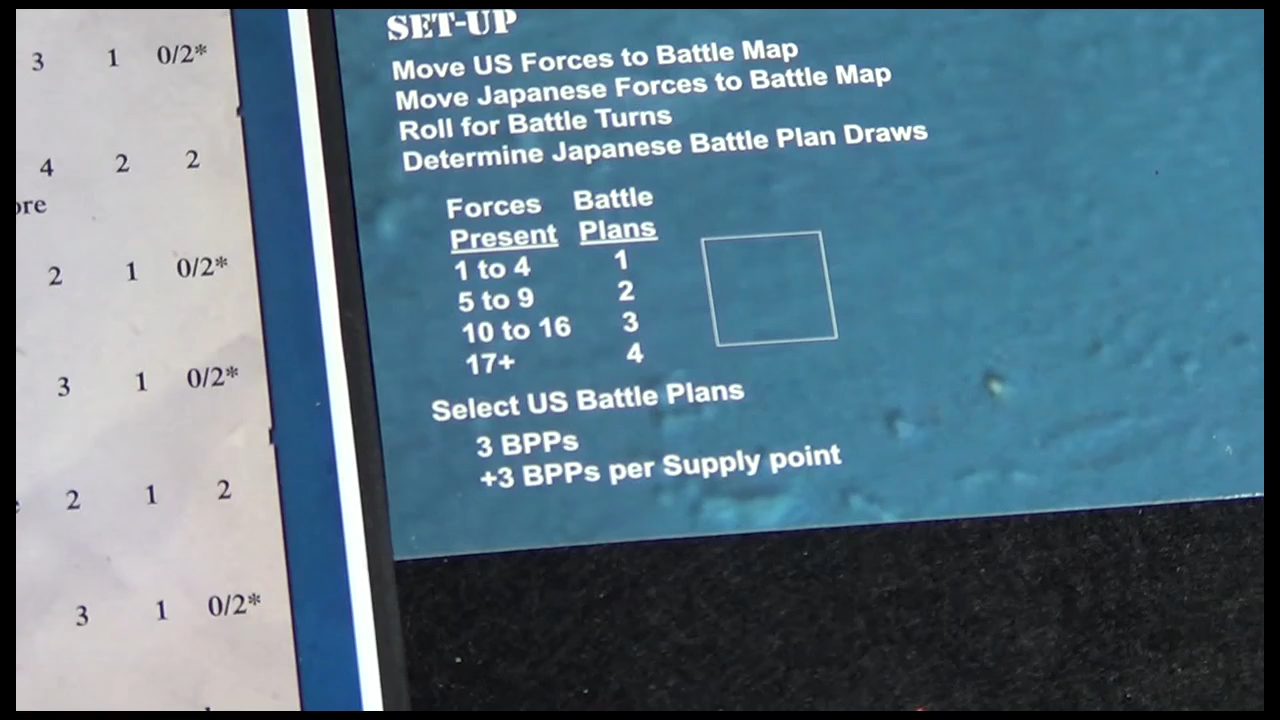 3 1 0/2*
4 2 2
ore
2 1 0/2*
3 1 0/2*
2 1 2
3 1 0/2*
SET-UP
Move US Forces to Battle Map
Move Japanese Forces to Battle Map
Roll for Battle Turns
Determine Japanese Battle Plan Draws
Forces Battle
Present Plans
1 to 4 1
5 to 9 2
10 to 16 3
17+ 4
Select US Battle Plans
3 BPPs
+3 BPPs per Supply point